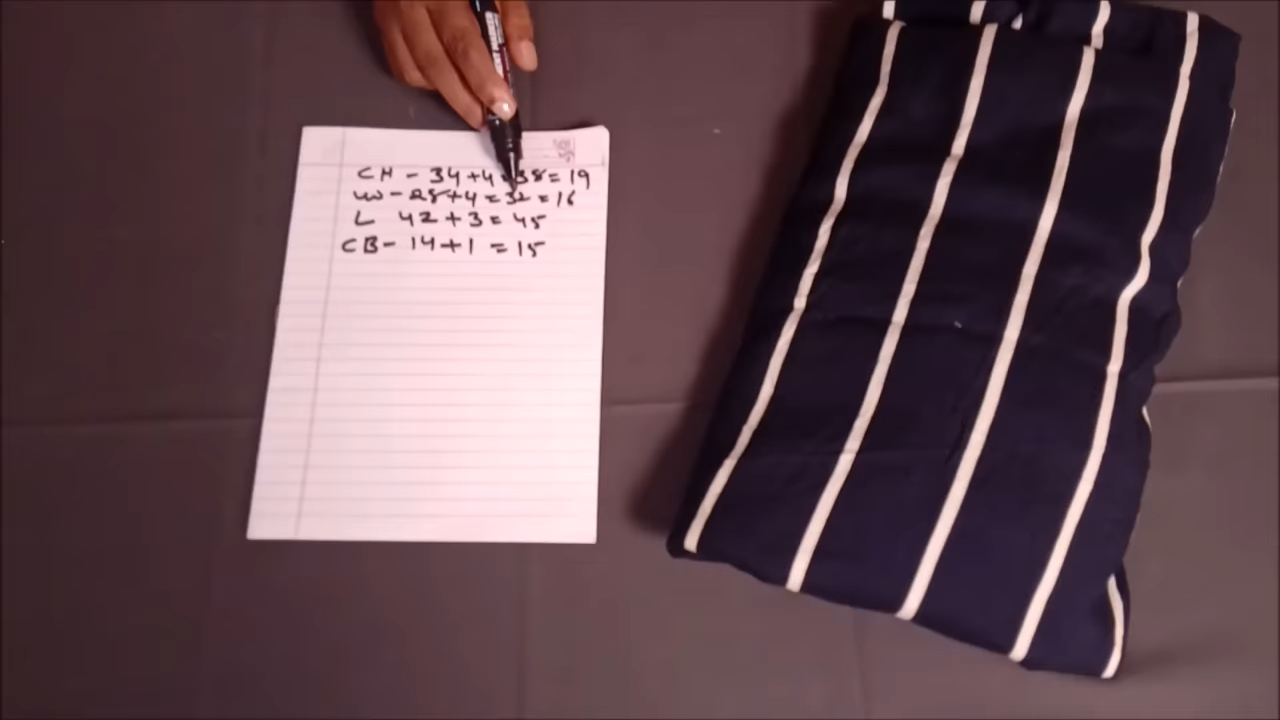 CH - 34+4=38=19
W - 28+4=32=16
L 42+3=45
CB - 14+1=15